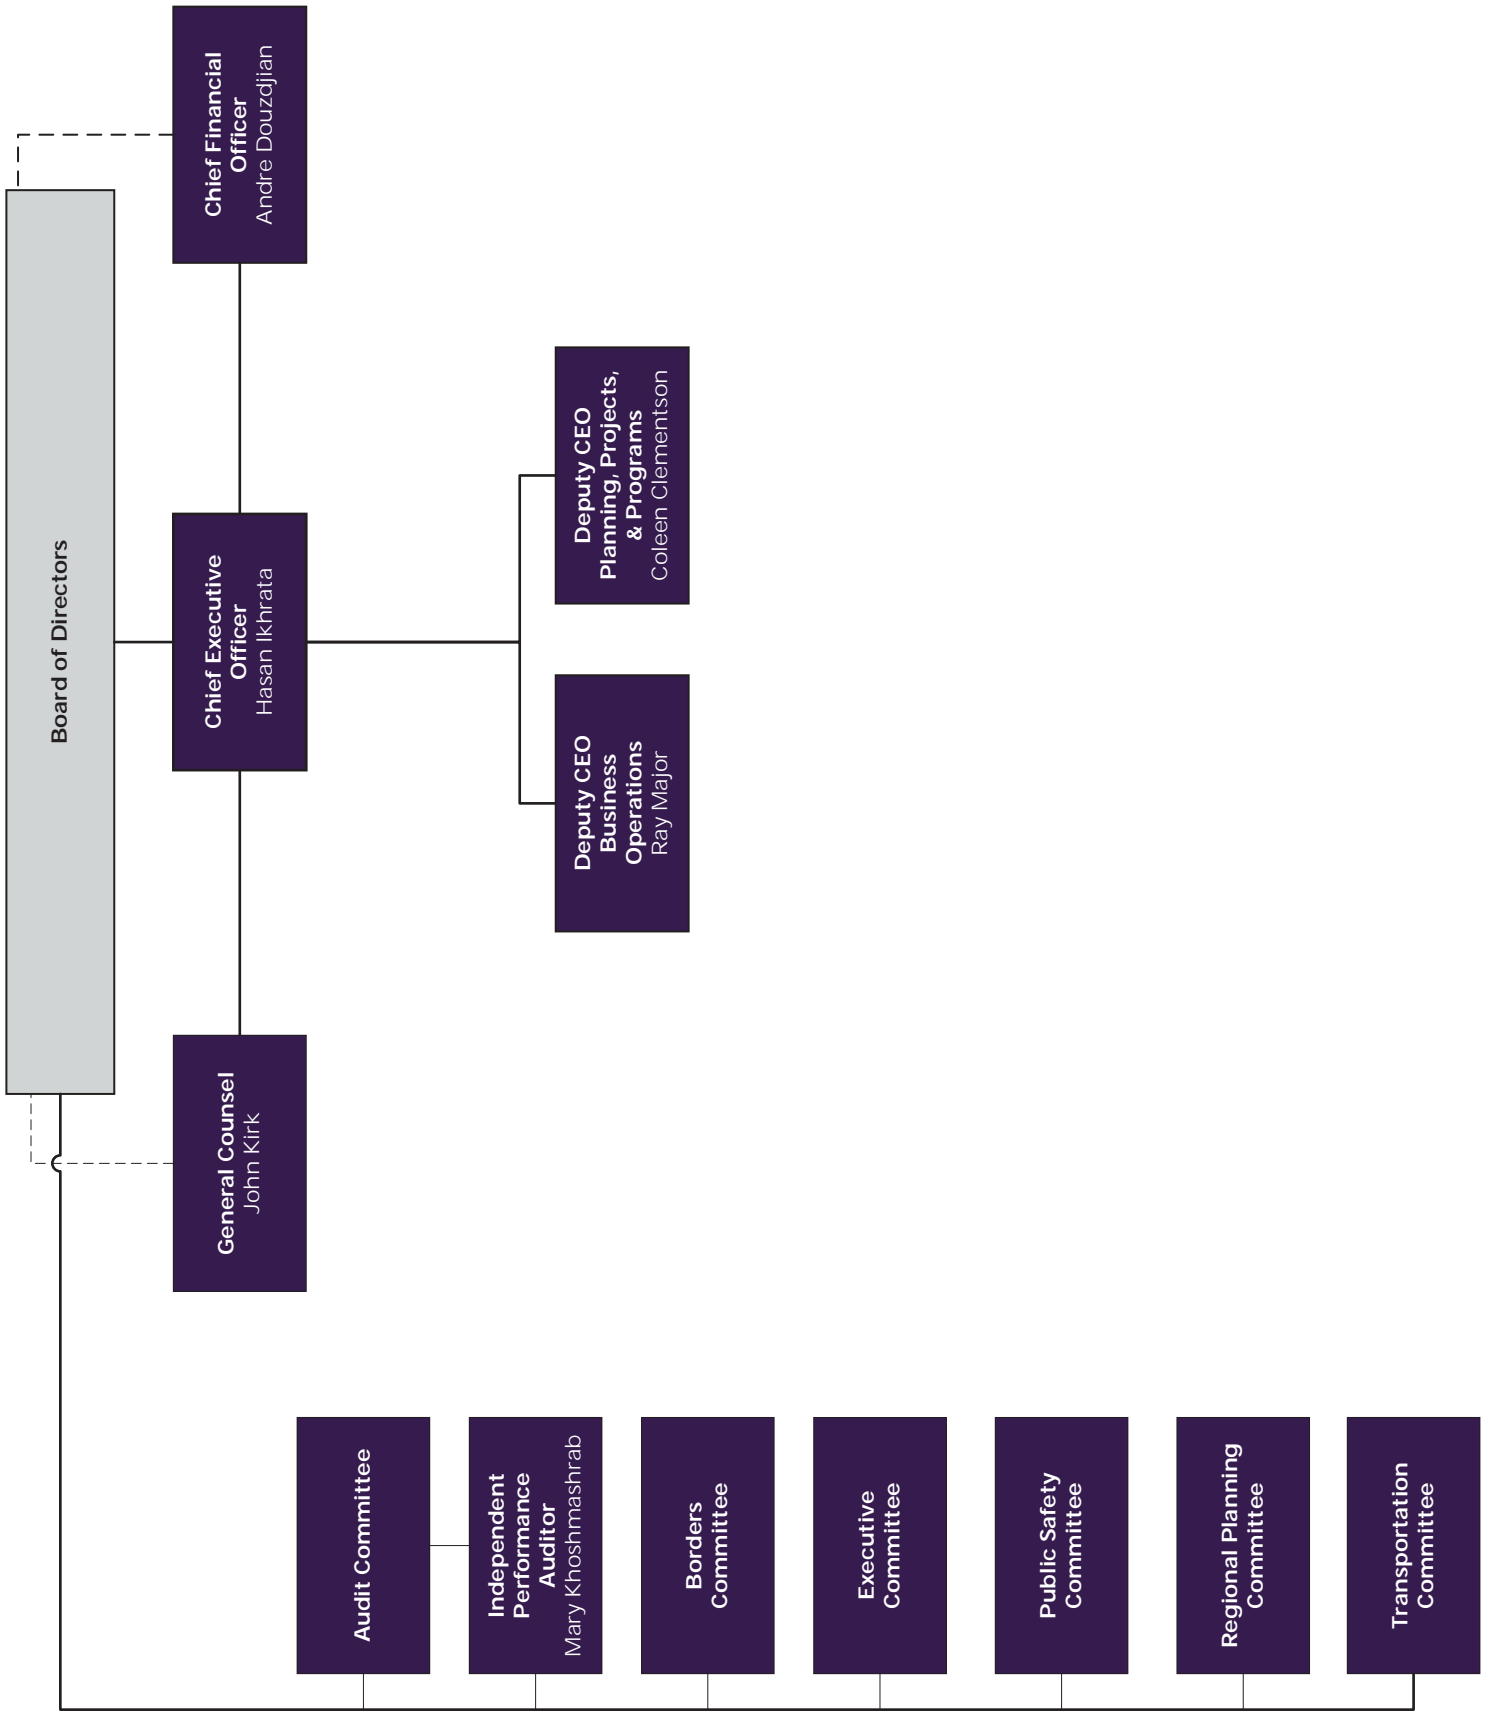 Board of Directors
General Counsel
John Kirk
Chief Executive
Officer
Hasan Ikhrata
Chief Financial
Officer
Andre Douzdjian
Deputy CEO
Business
Operations
Ray Major
Deputy CEO
Planning, Projects,
& Programs
Coleen Clementson
Audit Committee
Independent
Performance
Auditor
Mary Khoshmashrab
Borders
Committee
Executive
Committee
Public Safety
Committee
Regional Planning
Committee
Transportation
Committee